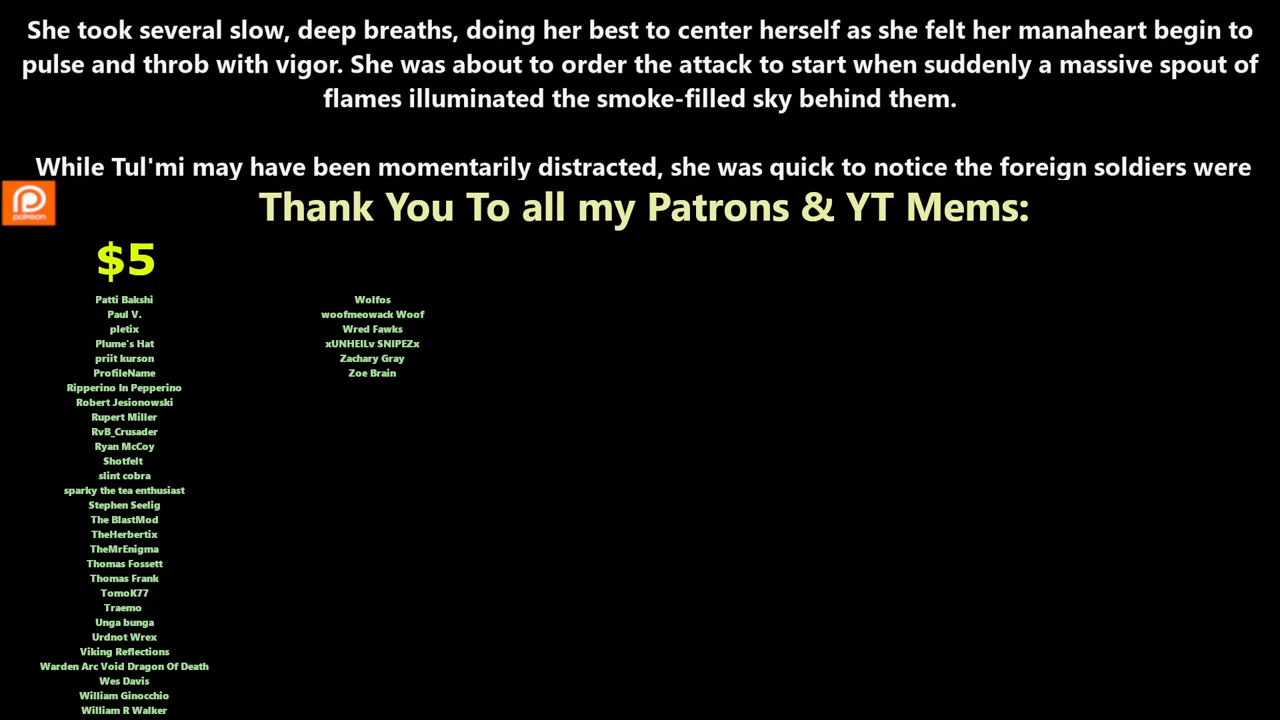 She took several slow, deep breaths, doing her best to center herself as she felt her manaheart begin to
pulse and throb with vigor. She was about to order the attack to start when suddenly a massive spout of
flames illuminated the smoke-filled sky behind them.
While Tul'mi may have been momentarily distracted, she was quick to notice the foreign soldiers were
patreon
Thank You To all my Patrons & YT Mems:
$5
Patti Bakshi
Paul V.
pletix
Plume's Hat
priit kurson
ProfileName
Ripperino In Pepperino
Robert Jesionowski
Rupert Miller
RvB_Crusader
Ryan McCoy
Shotfelt
slint cobra
sparky the tea enthusiast
Stephen Seelig
The BlastMod
TheHerbertix
TheMrEnigma
Thomas Fossett
Thomas Frank
TomoK77
Traemo
Unga bunga
Urdnot Wrex
Viking Reflections
Warden Arc Void Dragon Of Death
Wes Davis
William Ginocchio
William R Walker
Wolfos
woofmeowack Woof
Wred Fawks
xUNHEILv SNIPEZx
Zachary Gray
Zoe Brain